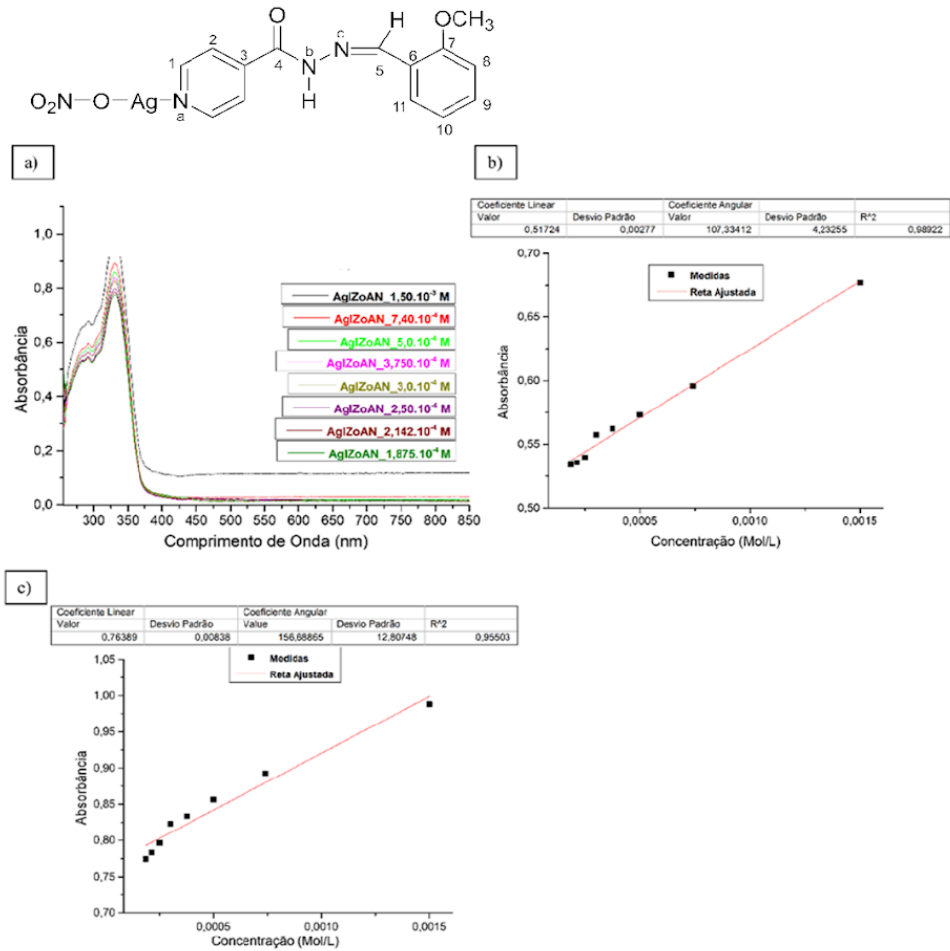 O
H
OCH₃
2
N
c
7
b
3
N
6
8
1
4
5
H
11
9
O₂N
O
Ag
N
a
10
a)
1,0
0,8
0,6
0,4
0,2
0,0
Absorbância
AgIZoAN_1,50.10⁻³ M
AgIZoAN_7,40.10⁻⁴ M
AgIZoAN_5,0.10⁻⁴ M
AgIZoAN_3,750.10⁻⁴ M
AgIZoAN_3,0.10⁻⁴ M
AgIZoAN_2,50.10⁻⁴ M
AgIZoAN_2,142.10⁻⁴ M
AgIZoAN_1,875.10⁻⁴ M
300 350 400 450 500 550 600 650 700 750 800 850
Comprimento de Onda (nm)
b)
Coeficiente Linear Coeficiente Angular
Valor Desvio Padrão Valor Desvio Padrão R^2
0,51724 0,00277 107,33412 4,23255 0,98922
0,70
0,65
0,60
0,55
0,50
Absorbância
Medidas
Reta Ajustada
0,0005 0,0010 0,0015
Concentração (Mol/L)
c)
Coeficiente Linear Coeficiente Angular
Valor Desvio Padrão Value Desvio Padrão R^2
0,76389 0,00838 156,68865 12,80748 0,95503
1,05
1,00
0,95
0,90
0,85
0,80
0,75
0,70
Absorbância
Medidas
Reta Ajustada
0,0005 0,0010 0,0015
Concentração (Mol/L)